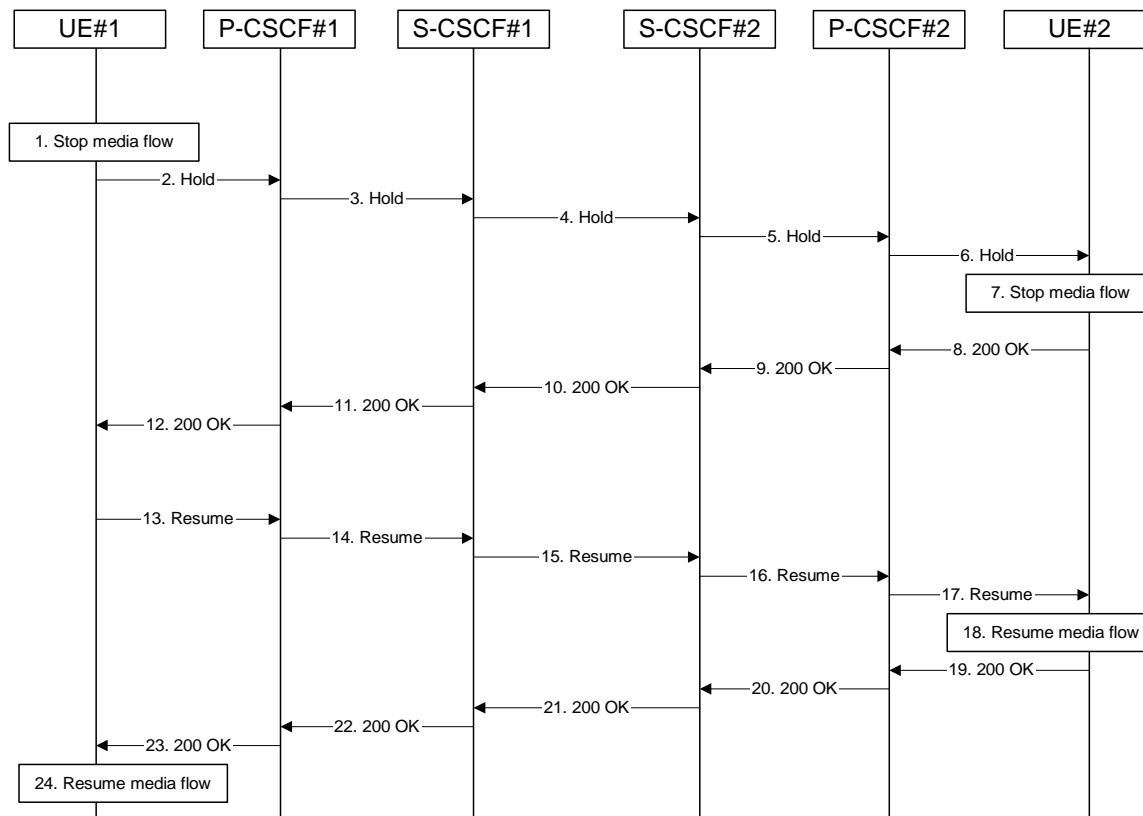 UE#1
P-CSCF#1
S-CSCF#1
S-CSCF#2
P-CSCF#2
UE#2
1. Stop media flow
2. Hold
3. Hold
4. Hold
5. Hold
6. Hold
7. Stop media flow
8. 200 OK
9. 200 OK
10. 200 OK
11. 200 OK
12. 200 OK
13. Resume
14. Resume
15. Resume
16. Resume
17. Resume
18. Resume media flow
19. 200 OK
20. 200 OK
21. 200 OK
22. 200 OK
23. 200 OK
24. Resume media flow